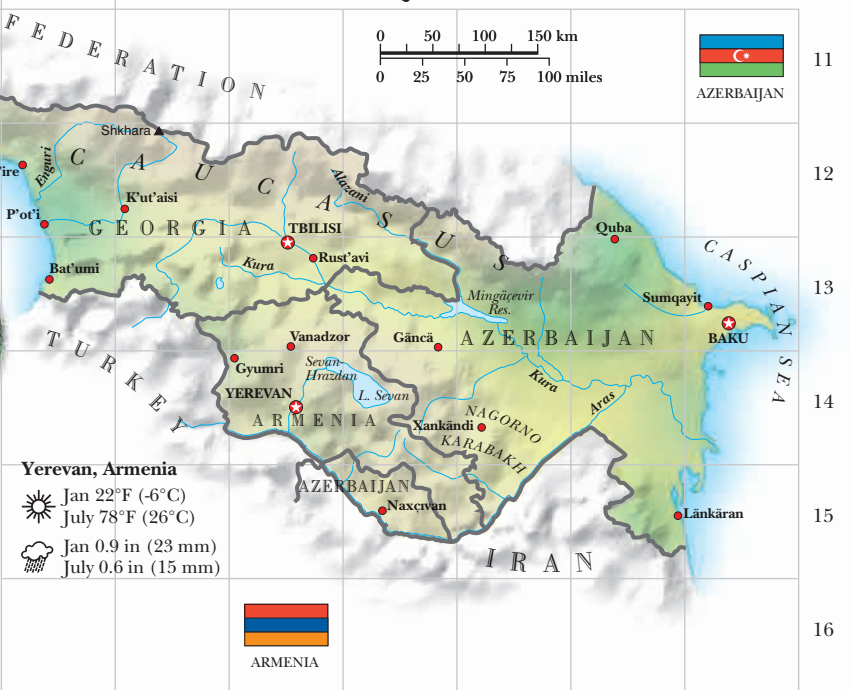 FEDERATION
0 50 100 150 km
0 25 50 75 100 miles
AZERBAIJAN
11
Shkhara
CAUCASUS
12
Enguri
ire
K'ut'aisi
Alazani
P'ot'i
GEORGIA
TBILISI
Quba
Rust'avi
Kura
Bat'umi
CASPIAN SEA
13
Mingäçevir
Res.
Sumqayit
BAKU
TURKEY
Vanadzor
Gäncä
AZERBAIJAN
Gyumri
Sevan
Hrazdan
Kura
L. Sevan
YEREVAN
ARMENIA
Aras
14
Xankändi
NAGORNO
KARABAKH
Yerevan, Armenia
Jan 22°F (-6°C)
July 78°F (26°C)
Jan 0.9 in (23 mm)
July 0.6 in (15 mm)
AZERBAIJAN
Naxçıvan
Länkäran
15
IRAN
16
ARMENIA